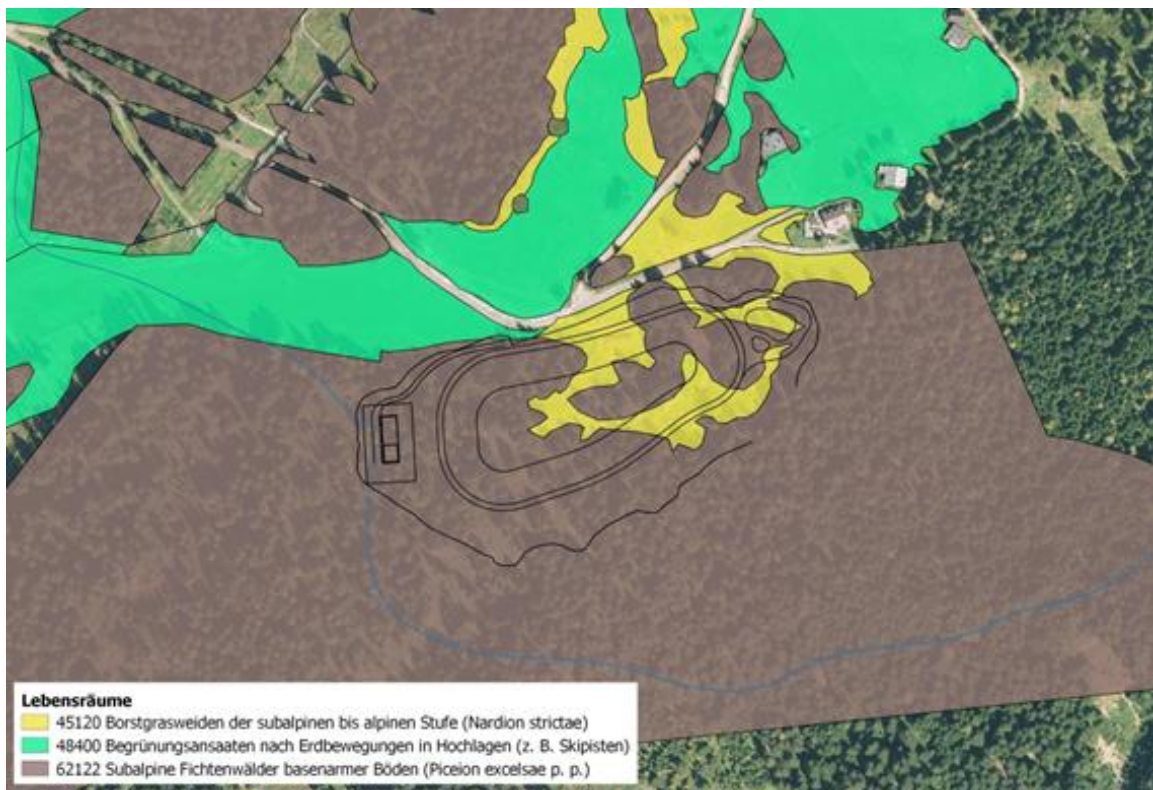 Lebensräume
45120 Borstgrasweiden der subalpinen bis alpinen Stufe (Nardion strictae)
48400 Begrünungsansaaten nach Erdbewegungen in Hochlagen (z. B. Skipisten)
62122 Subalpine Fichtenwälder basenarmer Böden (Piceion excelsae p. p.)